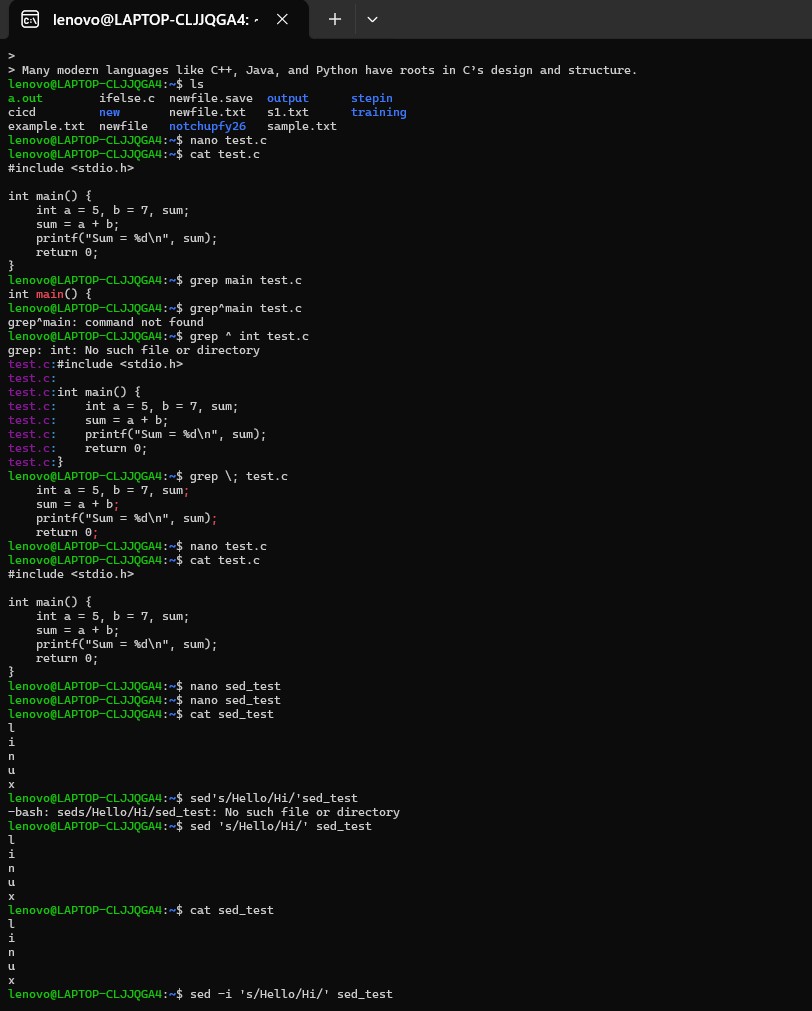 lenovo@LAPTOP-CLJJQGA4: ~
>
> Many modern languages like C++, Java, and Python have roots in C’s design and structure.
lenovo@LAPTOP-CLJJQGA4:~$ ls
a.out        ifelse.c  newfile.save  output      stepin
cicd         new       newfile.txt   s1.txt      training
example.txt  newfile   notchupfy26   sample.txt
lenovo@LAPTOP-CLJJQGA4:~$ nano test.c
lenovo@LAPTOP-CLJJQGA4:~$ cat test.c
#include <stdio.h>

int main() {
    int a = 5, b = 7, sum;
    sum = a + b;
    printf("Sum = %d\n", sum);
    return 0;
}
lenovo@LAPTOP-CLJJQGA4:~$ grep main test.c
int main() {
lenovo@LAPTOP-CLJJQGA4:~$ grep^main test.c
grep^main: command not found
lenovo@LAPTOP-CLJJQGA4:~$ grep ^ int test.c
grep: int: No such file or directory
test.c:#include <stdio.h>
test.c:
test.c:int main() {
test.c:    int a = 5, b = 7, sum;
test.c:    sum = a + b;
test.c:    printf("Sum = %d\n", sum);
test.c:    return 0;
test.c:}
lenovo@LAPTOP-CLJJQGA4:~$ grep \; test.c
    int a = 5, b = 7, sum;
    sum = a + b;
    printf("Sum = %d\n", sum);
    return 0;
lenovo@LAPTOP-CLJJQGA4:~$ nano test.c
lenovo@LAPTOP-CLJJQGA4:~$ cat test.c
#include <stdio.h>

int main() {
    int a = 5, b = 7, sum;
    sum = a + b;
    printf("Sum = %d\n", sum);
    return 0;
}
lenovo@LAPTOP-CLJJQGA4:~$ nano sed_test
lenovo@LAPTOP-CLJJQGA4:~$ nano sed_test
lenovo@LAPTOP-CLJJQGA4:~$ cat sed_test
l
i
n
u
x
lenovo@LAPTOP-CLJJQGA4:~$ sed's/Hello/Hi/'sed_test
-bash: seds/Hello/Hi/sed_test: No such file or directory
lenovo@LAPTOP-CLJJQGA4:~$ sed 's/Hello/Hi/' sed_test
l
i
n
u
x
lenovo@LAPTOP-CLJJQGA4:~$ cat sed_test
l
i
n
u
x
lenovo@LAPTOP-CLJJQGA4:~$ sed -i 's/Hello/Hi/' sed_test